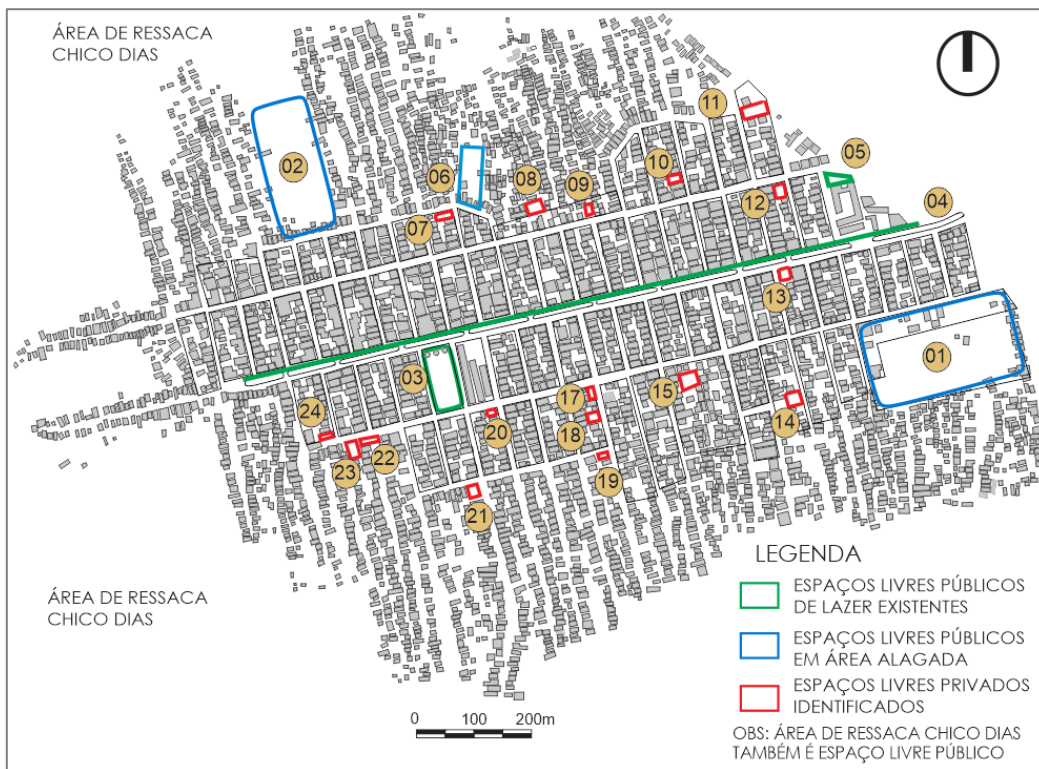 ÁREA DE RESSACA
CHICO DIAS
11
05
02
06
08
09
10
12
04
07
13
01
03
15
17
14
24
20
18
22
23
19
21
LEGENDA
ESPAÇOS LIVRES PÚBLICOS
DE LAZER EXISTENTES
ÁREA DE RESSACA
CHICO DIAS
ESPAÇOS LIVRES PÚBLICOS
EM ÁREA ALAGADA
ESPAÇOS LIVRES PRIVADOS
IDENTIFICADOS
0 100 200m
OBS: ÁREA DE RESSACA CHICO DIAS
TAMBÉM É ESPAÇO LIVRE PÚBLICO